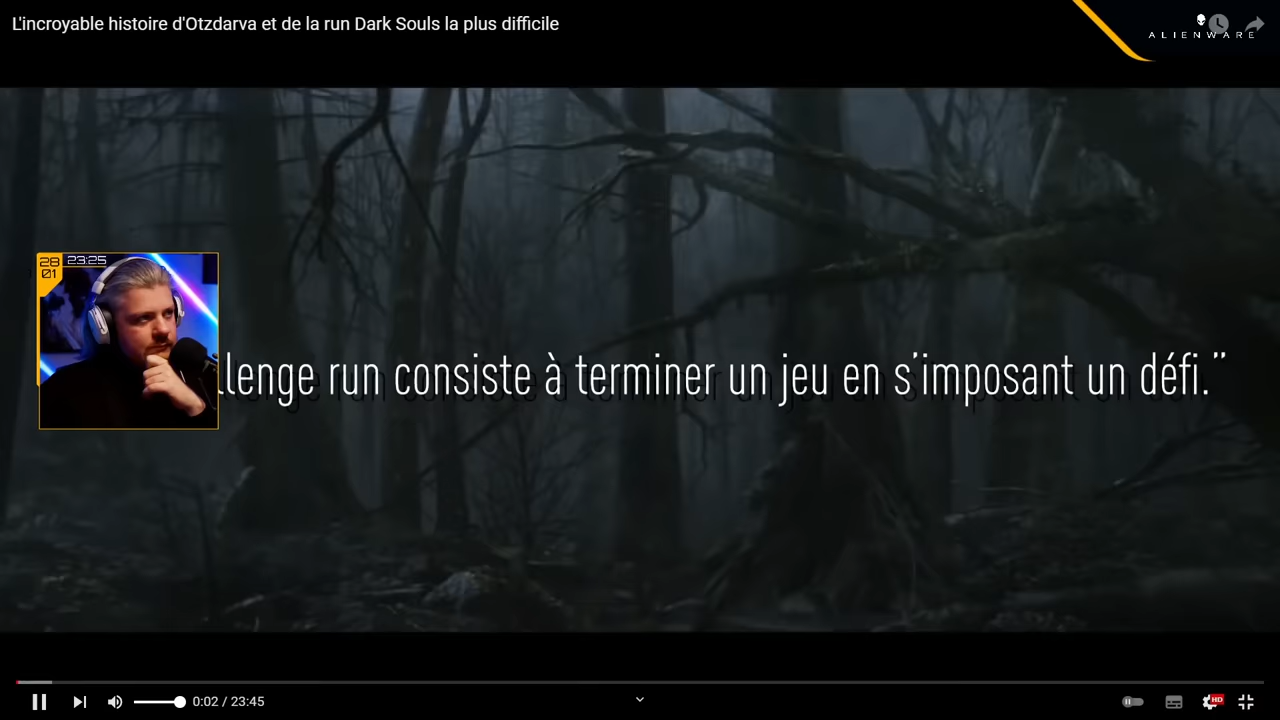 L'incroyable histoire d'Otzdarva et de la run Dark Souls la plus difficile
ALIENWARE
28
01
23:25
llenge run consiste à terminer un jeu en s'imposant un défi."
0:02 / 23:45
HD